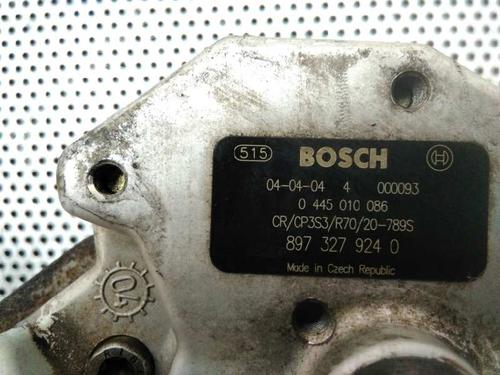 515 BOSCH
04-04-04 4 000093
0 445 010 086
CR/CP3S3/R70/20-789S
897 327 924 0
Made in Czech Republic
04